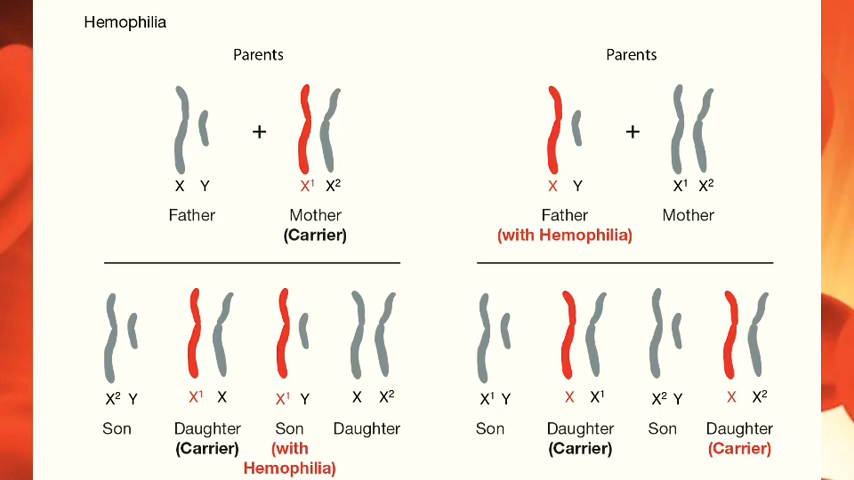 Hemophilia
Parents
X Y
+
X¹ X²
Father
Mother
(Carrier)
X² Y
X¹ X
X¹ Y
X X²
Son
Daughter
(Carrier)
Son
(with
Hemophilia)
Daughter
Parents
X Y
+
X¹ X²
Father
(with Hemophilia)
Mother
X¹ Y
X X¹
X² Y
X X²
Son
Daughter
(Carrier)
Son
Daughter
(Carrier)